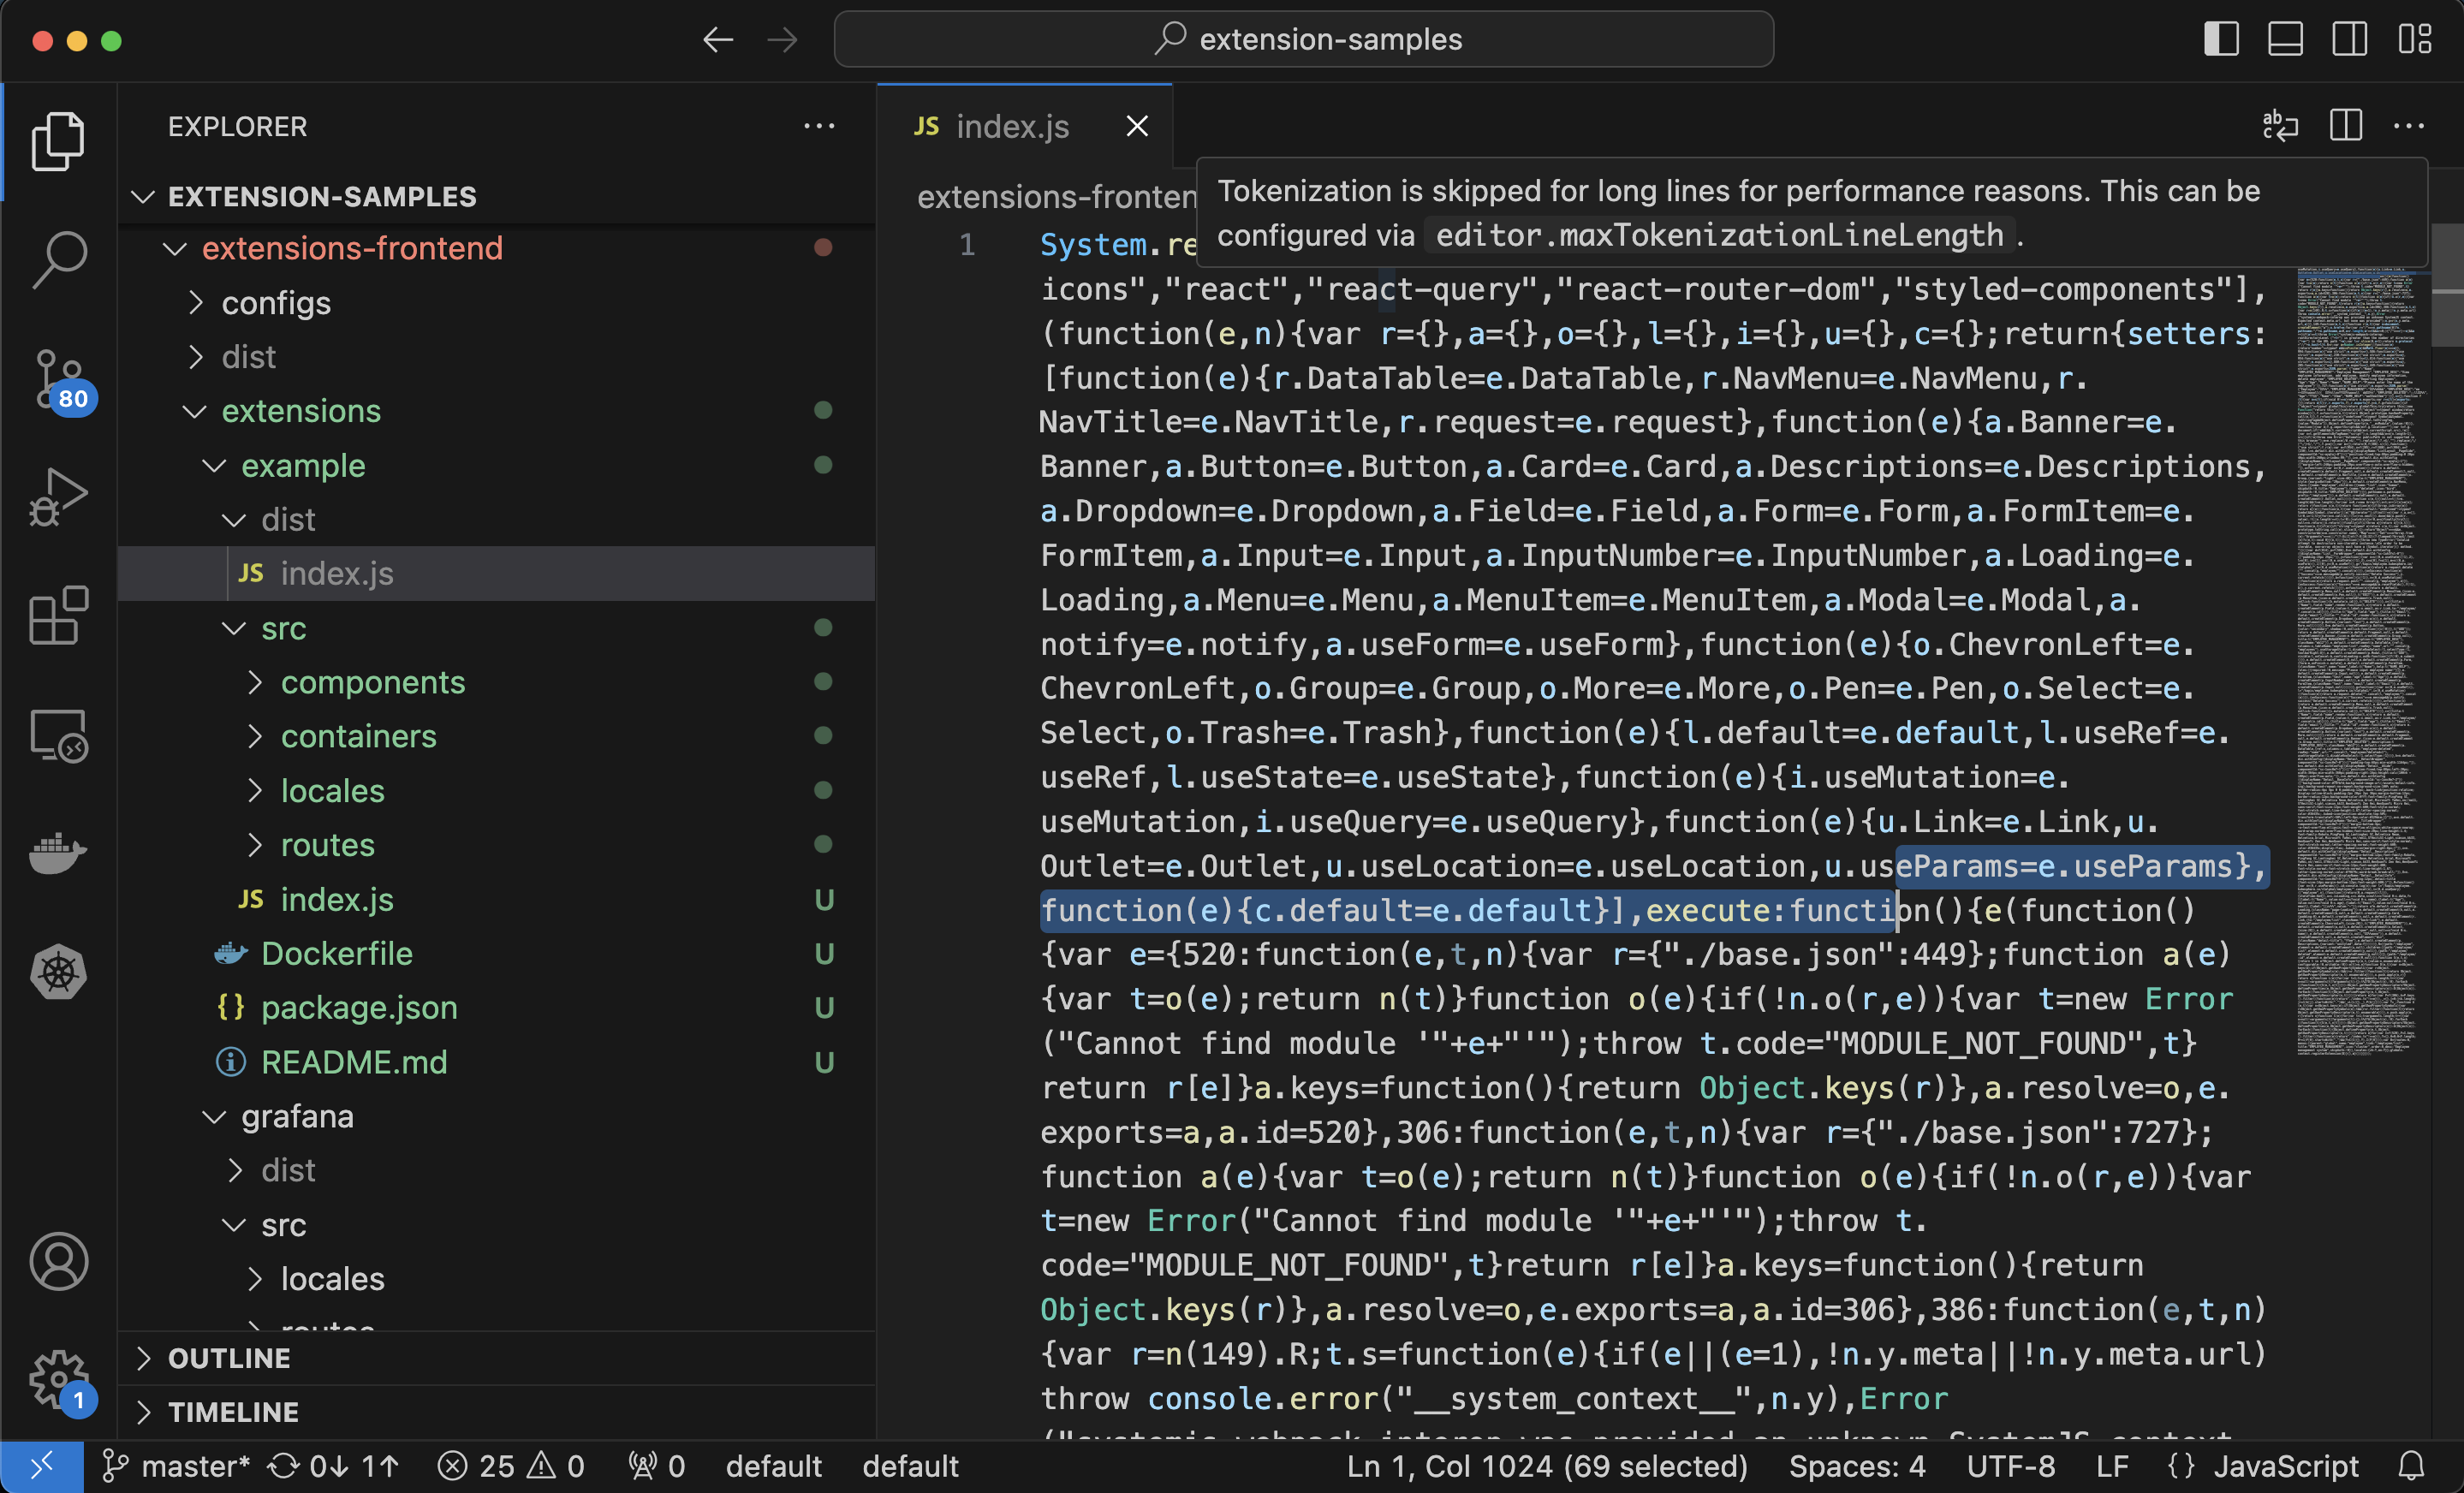 extension-samples
EXPLORER
EXTENSION-SAMPLES
extensions-frontend
configs
dist
extensions
example
dist
JS index.js
src
components
containers
locales
routes
JS index.js U
Dockerfile U
{} package.json U
README.md U
grafana
dist
src
locales
routes
OUTLINE
TIMELINE
80
1
JS index.js
extensions-fronten
Tokenization is skipped for long lines for performance reasons. This can be
configured via editor.maxTokenizationLineLength.
1
System.re
icons","react","react-query","react-router-dom","styled-components"],
(function(e,n){var r={},a={},o={},l={},i={},u={},c={};return{setters:
[function(e){r.DataTable=e.DataTable,r.NavMenu=e.NavMenu,r.
NavTitle=e.NavTitle,r.request=e.request},function(e){a.Banner=e.
Banner,a.Button=e.Button,a.Card=e.Card,a.Descriptions=e.Descriptions,
a.Dropdown=e.Dropdown,a.Field=e.Field,a.Form=e.Form,a.FormItem=e.
FormItem,a.Input=e.Input,a.InputNumber=e.InputNumber,a.Loading=e.
Loading,a.Menu=e.Menu,a.MenuItem=e.MenuItem,a.Modal=e.Modal,a.
notify=e.notify,a.useForm=e.useForm},function(e){o.ChevronLeft=e.
ChevronLeft,o.Group=e.Group,o.More=e.More,o.Pen=e.Pen,o.Select=e.
Select,o.Trash=e.Trash},function(e){l.default=e.default,l.useRef=e.
useRef,l.useState=e.useState},function(e){i.useMutation=e.
useMutation,i.useQuery=e.useQuery},function(e){u.Link=e.Link,u.
Outlet=e.Outlet,u.useLocation=e.useLocation,u.useParams=e.useParams},
function(e){c.default=e.default}],execute:function(){e(function()
{var e={520:function(e,t,n){var r={"./base.json":449};function a(e)
{var t=o(e);return n(t)}function o(e){if(!n.o(r,e)){var t=new Error
("Cannot find module '"+e+"'");throw t.code="MODULE_NOT_FOUND",t}
return r[e]}a.keys=function(){return Object.keys(r)},a.resolve=o,e.
exports=a,a.id=520},306:function(e,t,n){var r={"./base.json":727};
function a(e){var t=o(e);return n(t)}function o(e){if(!n.o(r,e)){var
t=new Error("Cannot find module '"+e+"'");throw t.
code="MODULE_NOT_FOUND",t}return r[e]}a.keys=function(){return
Object.keys(r)},a.resolve=o,e.exports=a,a.id=306},386:function(e,t,n)
{var r=n(149).R;t.s=function(e){if(e||(e=1),!n.y.meta||!n.y.meta.url)
throw console.error("__system_context__",n.y),Error
("systemjs-webpack-interop was provided an unknown SystemJS context.
master* 0↓ 1↑ 25 0 0 default default
Ln 1, Col 1024 (69 selected) Spaces: 4 UTF-8 LF {} JavaScript